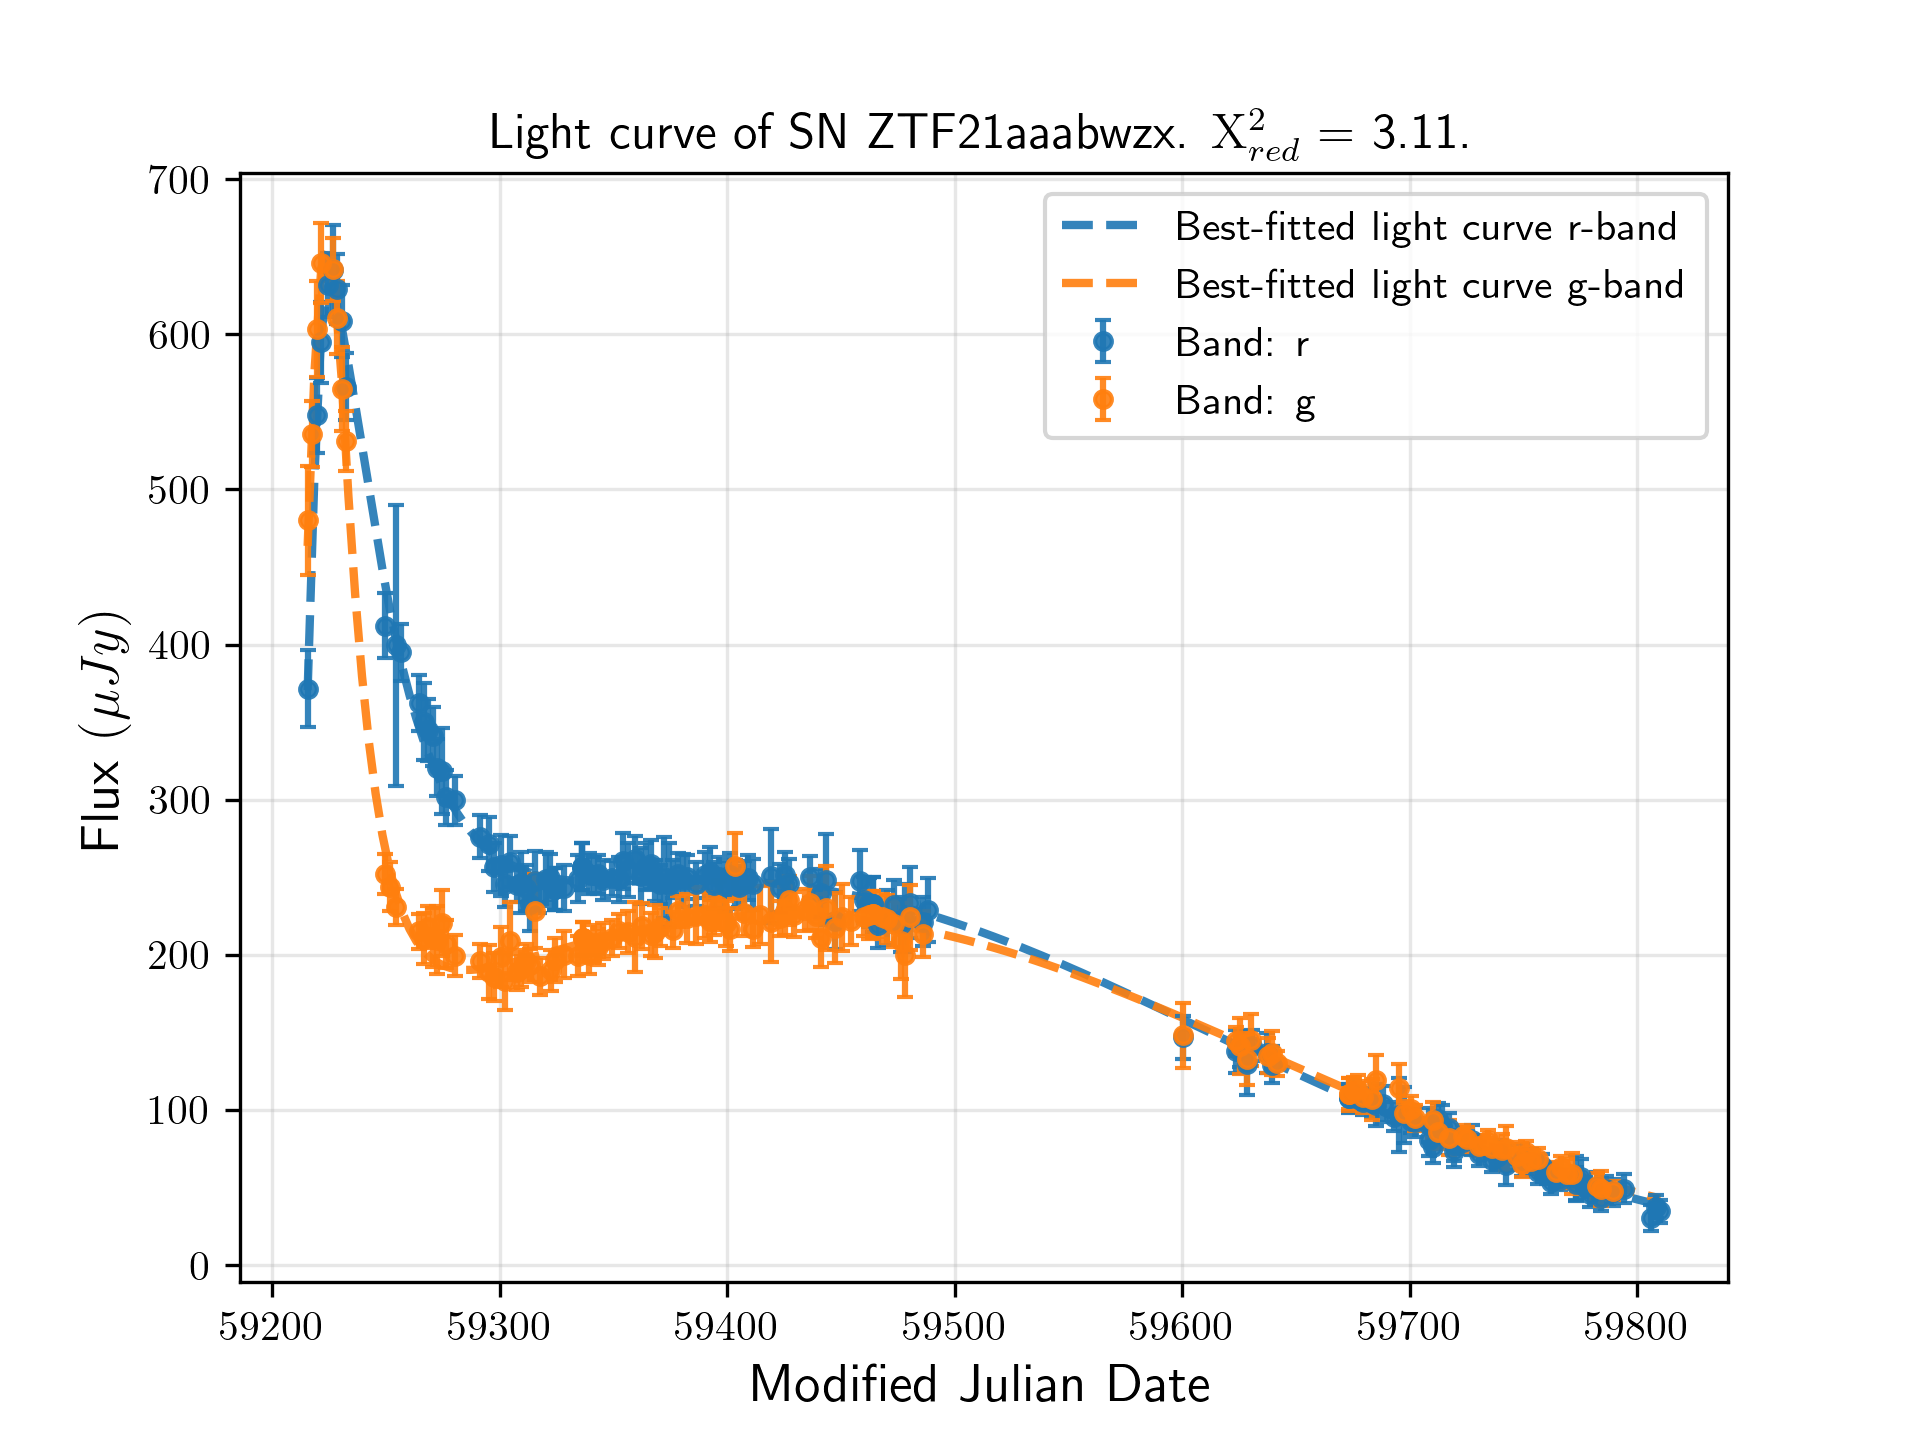 Light curve of SN ZTF21aaabwzx. X²_red = 3.11.
700
600
500
400
300
200
100
0
Flux (μJy)
Best-fitted light curve r-band
Best-fitted light curve g-band
Band: r
Band: g
59200 59300 59400 59500 59600 59700 59800
Modified Julian Date